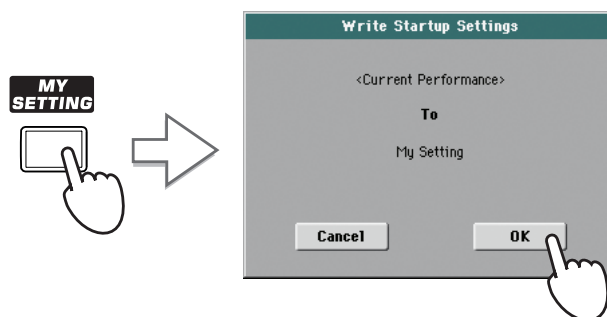 MY
SETTING
Write Startup Settings
<Current Performance>
To
My Setting
Cancel
OK